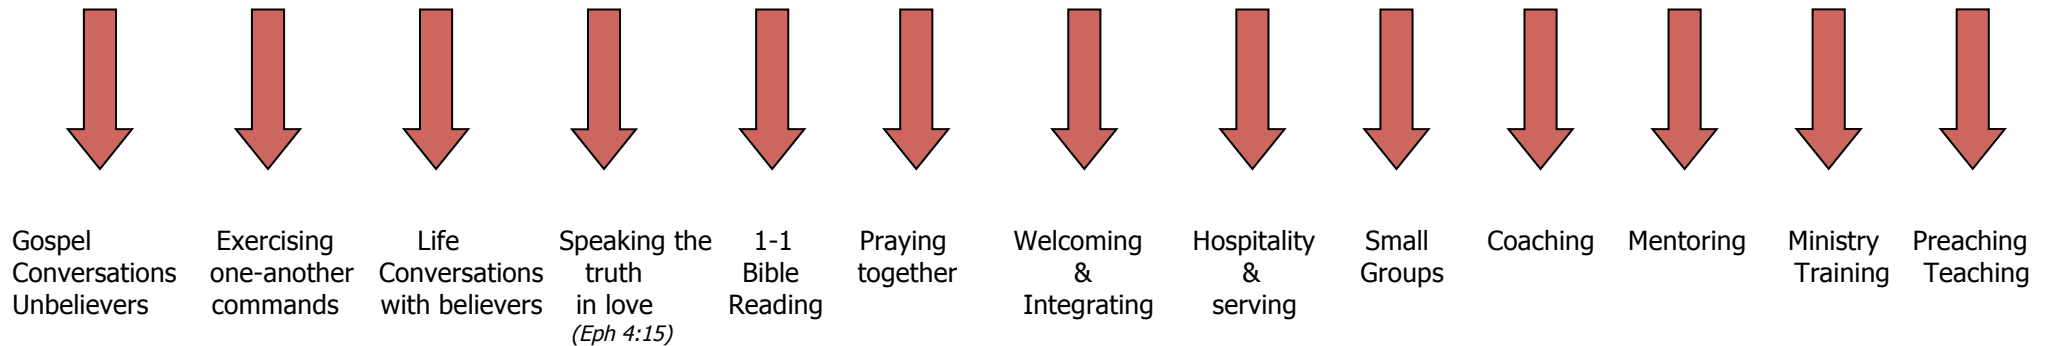 Gospel
Conversations
Unbelievers
Exercising
one-another
commands
Life
Conversations
with believers
Speaking the
truth
in love
(Eph 4:15)
1-1
Bible
Reading
Praying
together
Welcoming
&
Integrating
Hospitality
&
serving
Small
Groups
Coaching
Mentoring
Ministry
Training
Preaching
Teaching